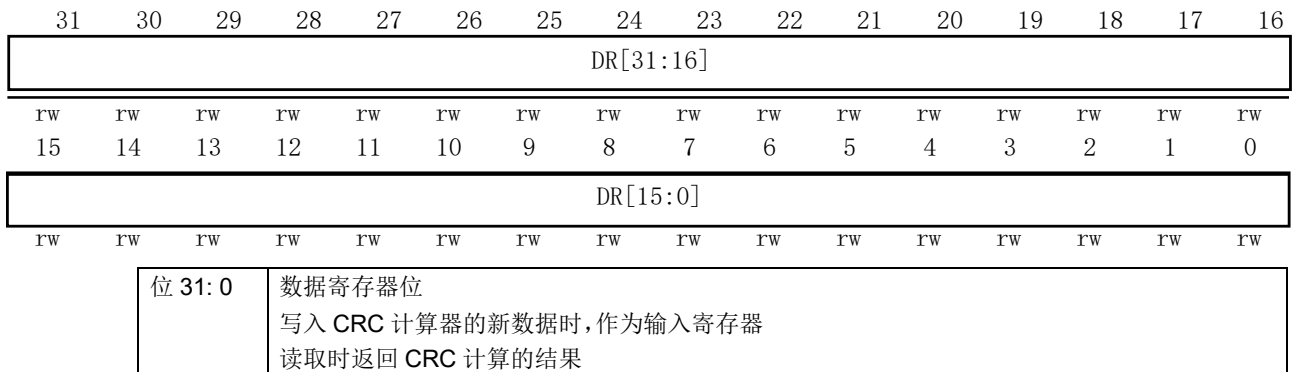 31 30 29 28 27 26 25 24 23 22 21 20 19 18 17 16
DR[31:16]
rw rw rw rw rw rw rw rw rw rw rw rw rw rw rw rw
15 14 13 12 11 10 9 8 7 6 5 4 3 2 1 0
DR[15:0]
rw rw rw rw rw rw rw rw rw rw rw rw rw rw rw rw
位 31: 0 数据寄存器位
写入 CRC 计算器的新数据时,作为输入寄存器
读取时返回 CRC 计算的结果